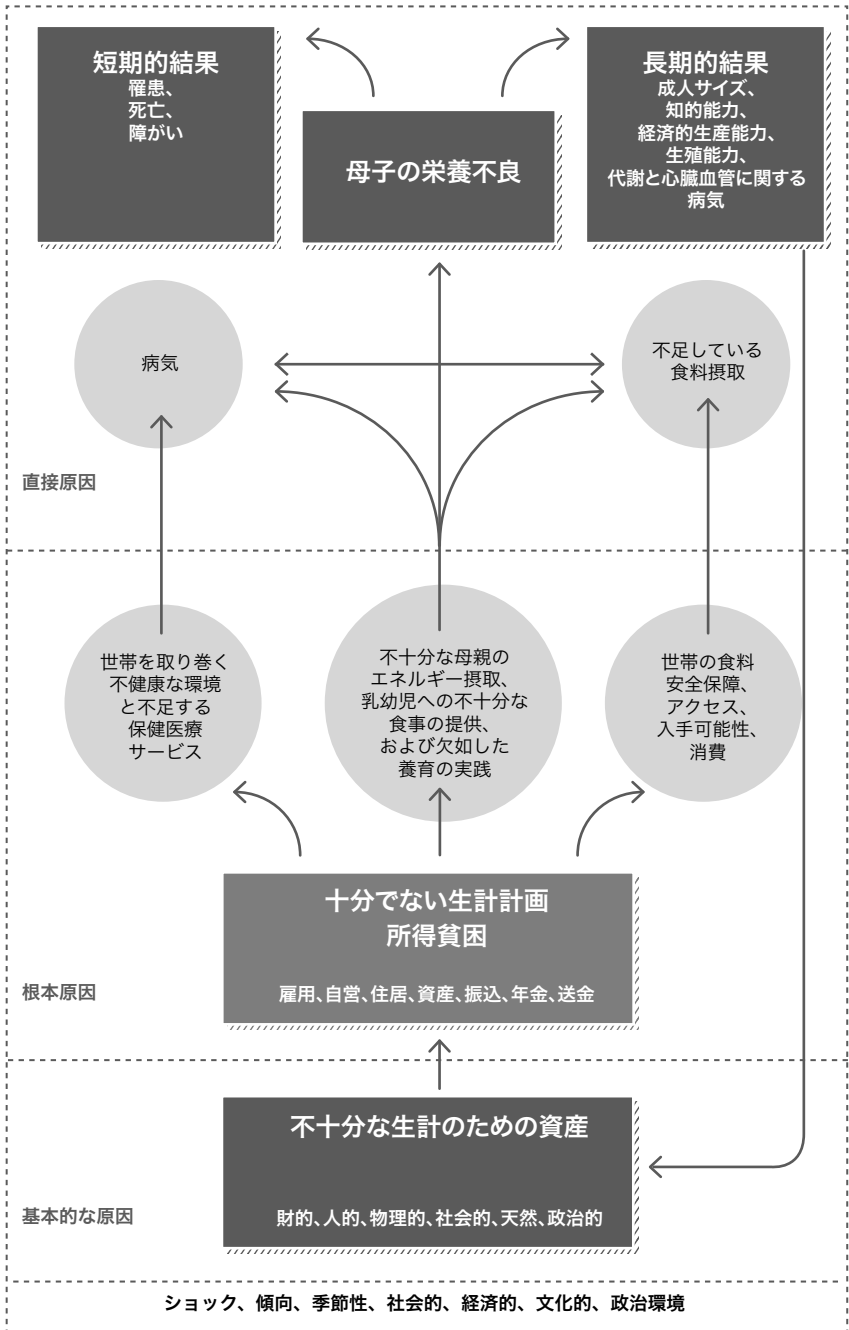 短期的結果
罹患、
死亡、
障がい
母子の栄養不良
長期的結果
成人サイズ、
知的能力、
経済的生産能力、
生殖能力、
代謝と心臓血管に関する
病気
病気
不足している
食料摂取
直接原因
世帯を取り巻く
不健康な環境
と不足する
保健医療
サービス
不十分な母親の
エネルギー摂取、
乳幼児への不十分な
食事の提供、
および欠如した
養育の実践
世帯の食料
安全保障、
アクセス、
入手可能性、
消費
十分でない生計計画
所得貧困
雇用、自営、住居、資産、振込、年金、送金
根本原因
不十分な生計のための資産
財的、人的、物理的、社会的、天然、政治的
基本的な原因
ショック、傾向、季節性、社会的、経済的、文化的、政治環境